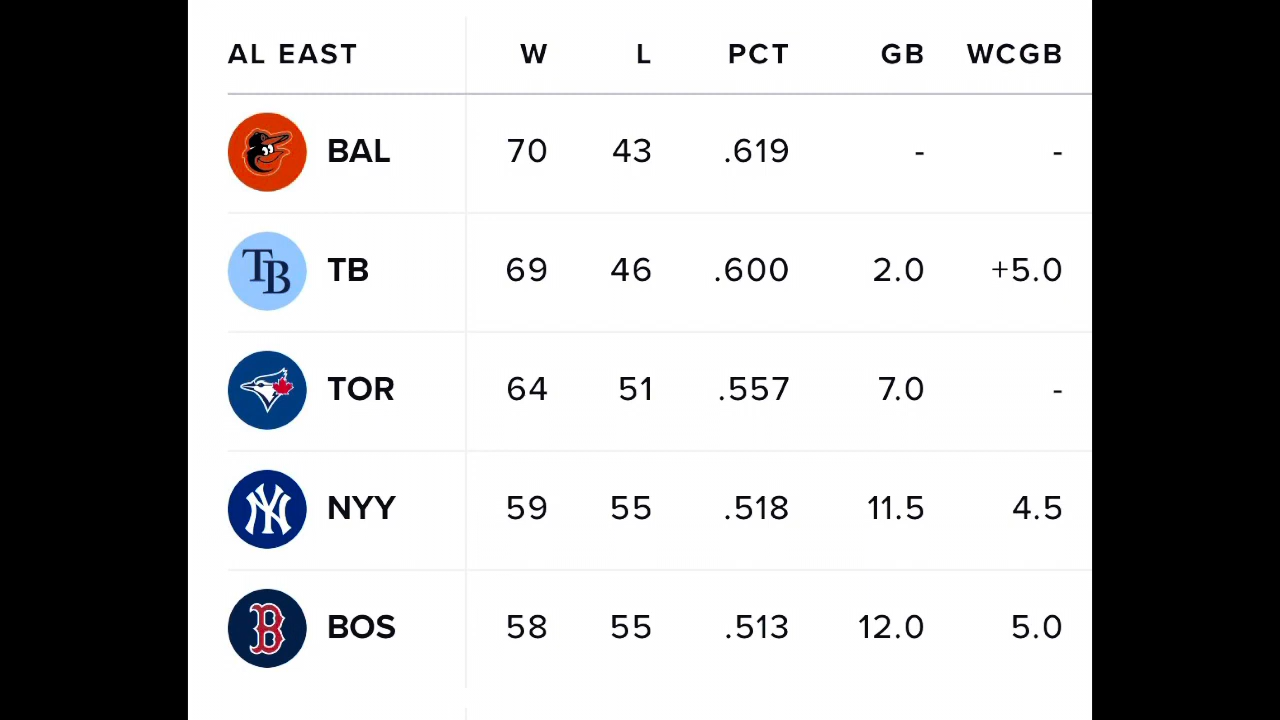 AL EAST W L PCT GB WCGB
BAL 70 43 .619 - -
TB TB 69 46 .600 2.0 +5.0
TOR 64 51 .557 7.0 -
NY NYY 59 55 .518 11.5 4.5
B BOS 58 55 .513 12.0 5.0